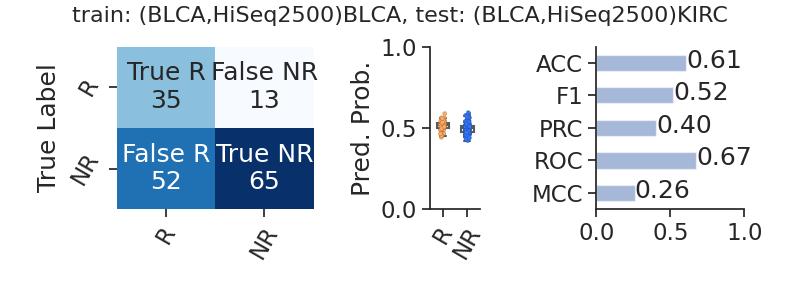 train: (BLCA,HiSeq2500)BLCA, test: (BLCA,HiSeq2500)KIRC
True Label
R
NR
True R
35
False NR
13
False R
52
True NR
65
R
NR
Pred. Prob.
1.0
0.5
0.0
R
NR
ACC
0.61
F1
0.52
PRC
0.40
ROC
0.67
MCC
0.26
0.0
0.5
1.0